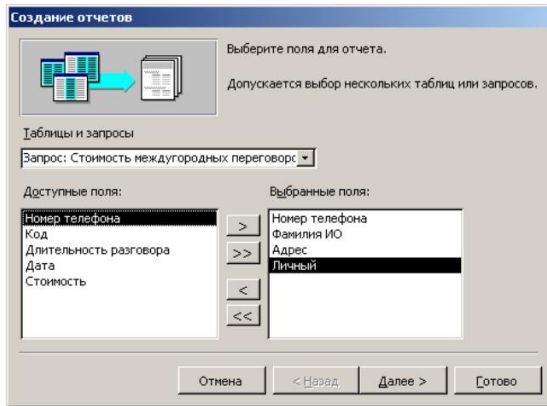 Создание отчетов
Выберите поля для отчета.
Допускается выбор нескольких таблиц или запросов.
Таблицы и запросы
Запрос: Стоимость междугородных переговорс
Доступные поля:
Выбранные поля:
Номер телефона
Код
Длительность разговора
Дата
Стоимость
>
>>
<
<<
Номер телефона
Фамилия ИО
Адрес
Личный
Отмена
< Назад
Далее >
Готово